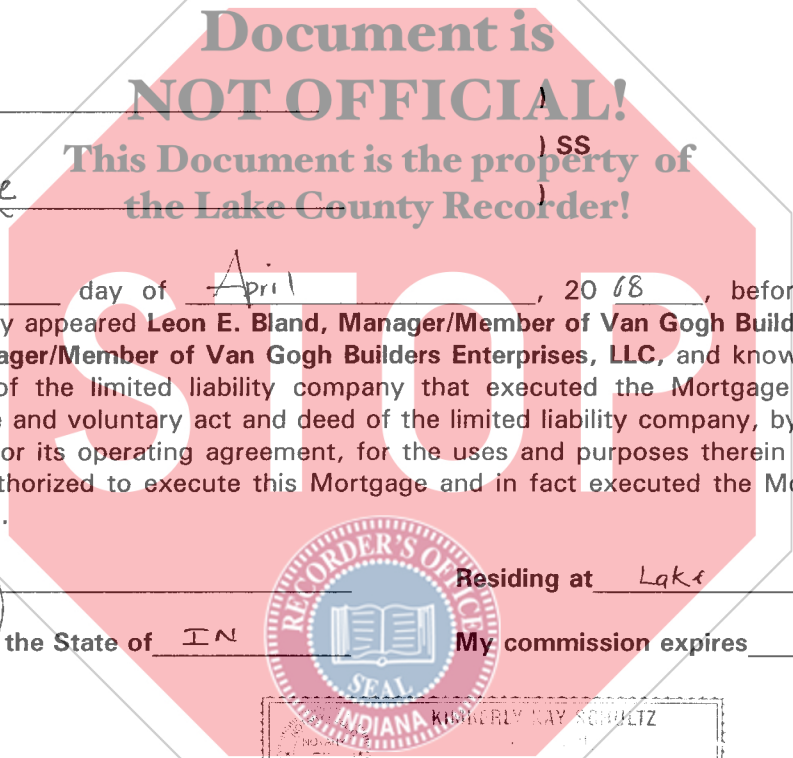 Document is
NOT OFFICIAL!
)
This Document is the property of
) SS
the Lake County Recorder!
)
day of April , 20 08 , befor
y appeared Leon E. Bland, Manager/Member of Van Gogh Build
ager/Member of Van Gogh Builders Enterprises, LLC, and know
of the limited liability company that executed the Mortgage
e and voluntary act and deed of the limited liability company, by
or its operating agreement, for the uses and purposes therein
thorized to execute this Mortgage and in fact executed the Mo
.
STOP
Residing at Lake
the State of IN My commission expires
RECORDER'S OFFICE
SEAL
INDIANA
KIMBERLY KAY SCHULTZ
NOTARY